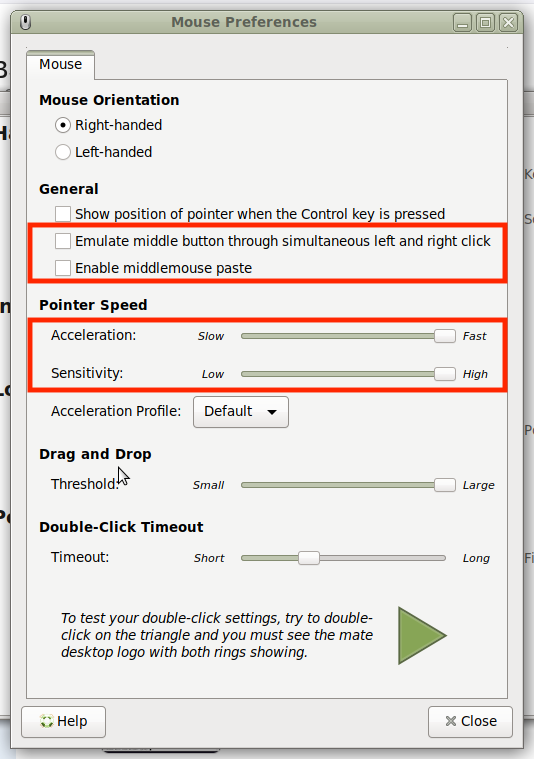 Mouse Preferences
Mouse
Mouse Orientation
Right-handed
Left-handed
General
Show position of pointer when the Control key is pressed
Emulate middle button through simultaneous left and right click
Enable middlemouse paste
Pointer Speed
Acceleration: Slow Fast
Sensitivity: Low High
Acceleration Profile: Default
Drag and Drop
Threshold: Small Large
Double-Click Timeout
Timeout: Short Long
To test your double-click settings, try to double-
click on the triangle and you must see the mate
desktop logo with both rings showing.
Help Close